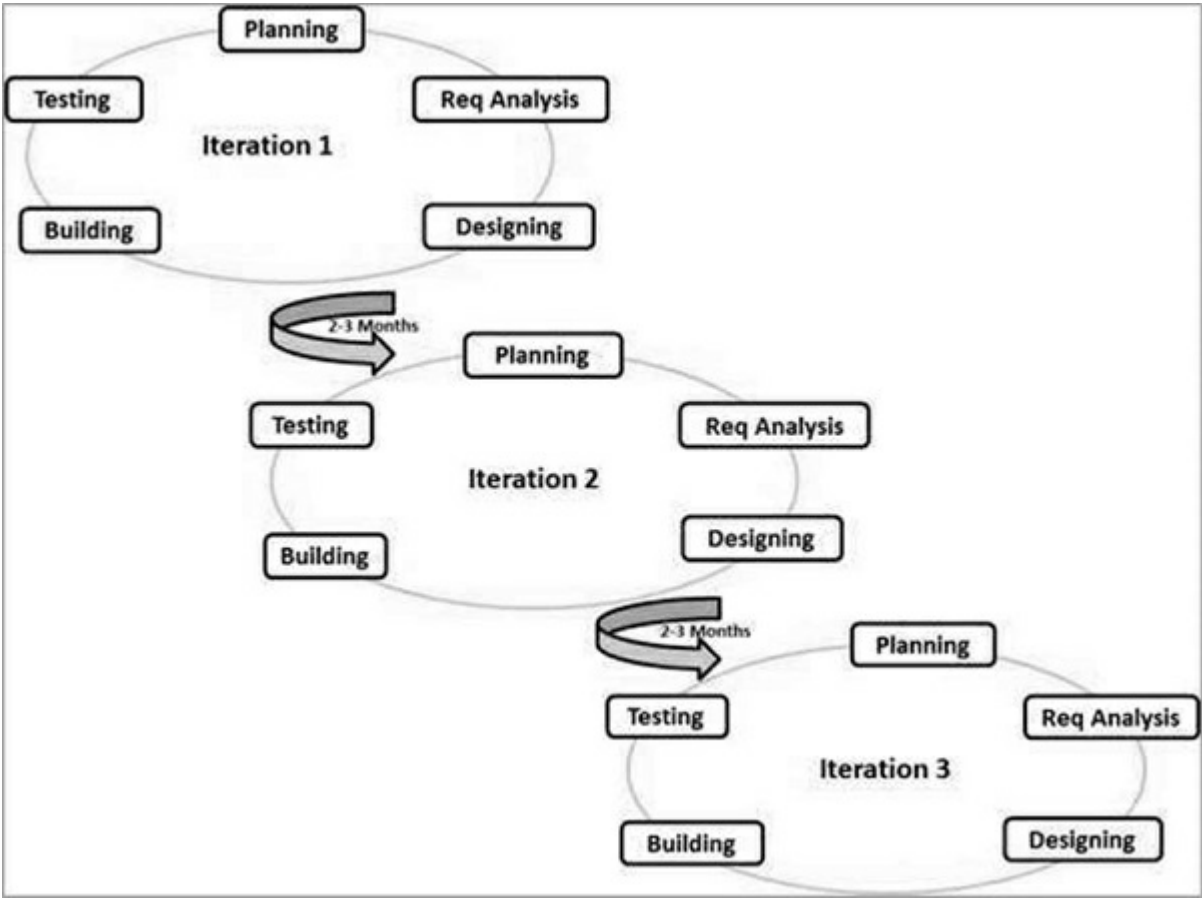 Planning
Testing
Req Analysis
Iteration 1
Building
Designing
2-3 Months
Planning
Testing
Req Analysis
Iteration 2
Building
Designing
2-3 Months
Planning
Testing
Req Analysis
Iteration 3
Building
Designing